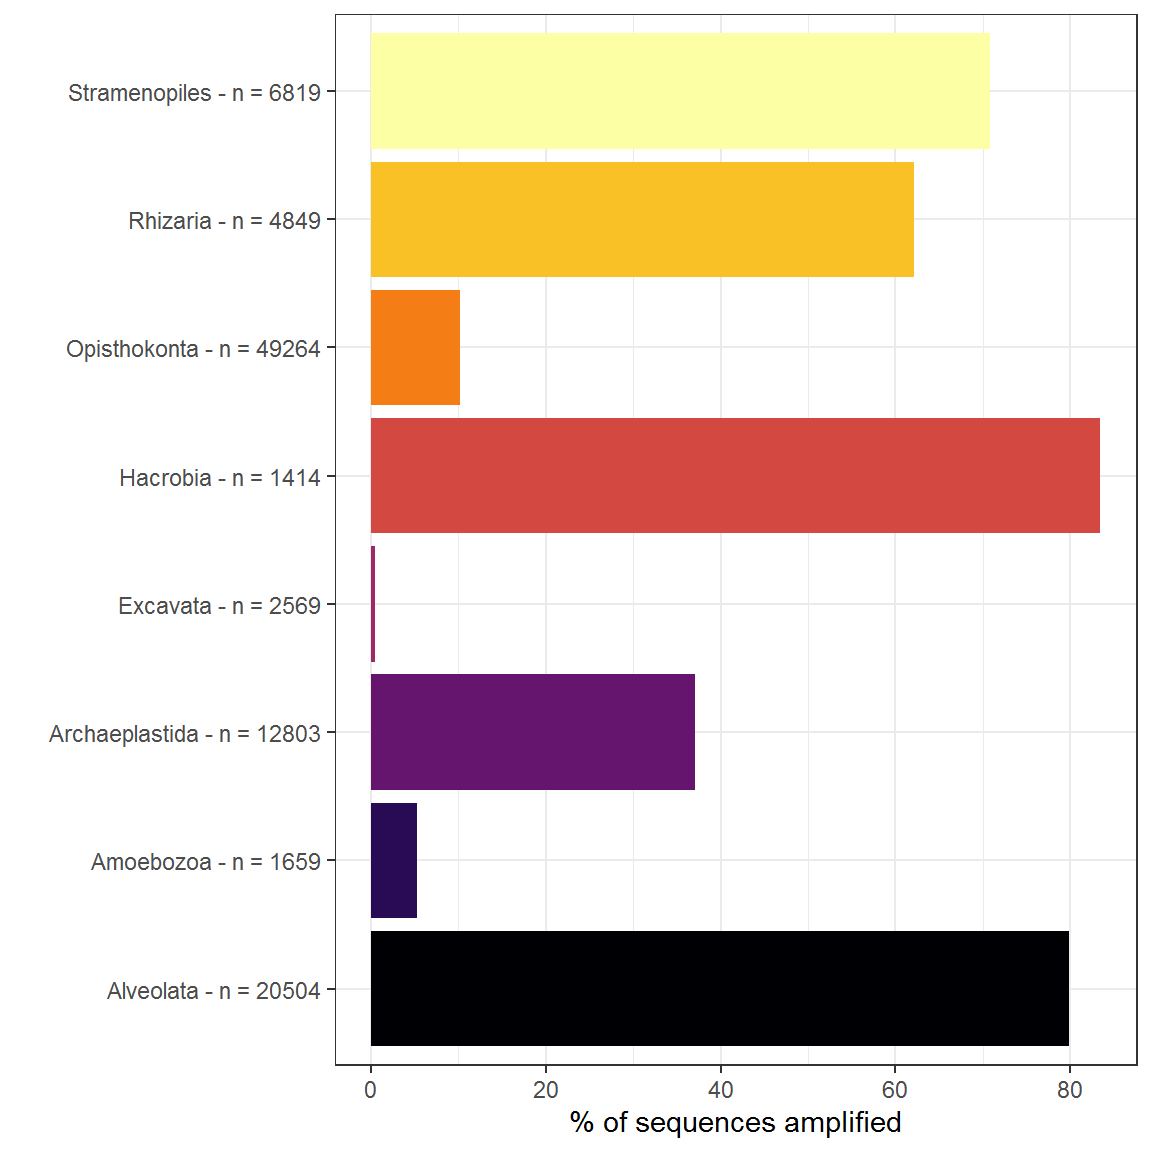 Stramenopiles - n = 6819
Rhizaria - n = 4849
Opisthokonta - n = 49264
Hacrobia - n = 1414
Excavata - n = 2569
Archaeplastida - n = 12803
Amoebozoa - n = 1659
Alveolata - n = 20504
0 20 40 60 80
% of sequences amplified